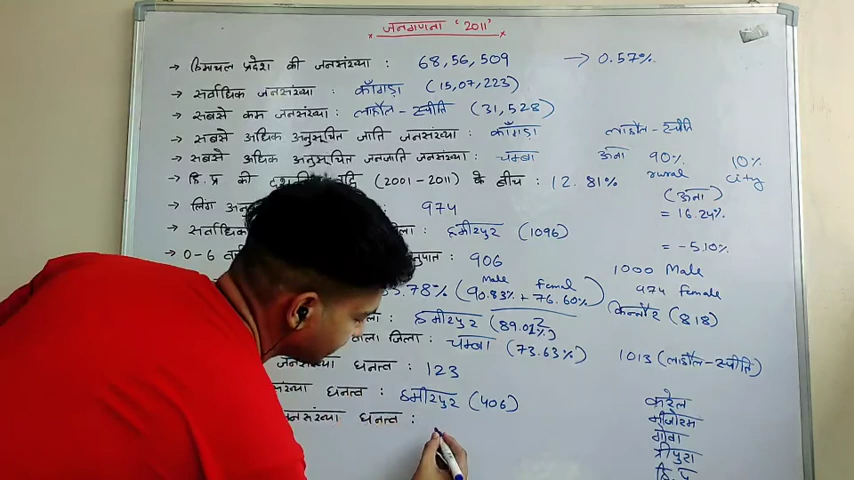 जनगणना '2011'
→ हिमाचल प्रदेश की जनसंख्या : 68,56,509 → 0.57%
→ सर्वाधिक जनसंख्या : काँगड़ा (15,07,223)
→ सबसे कम जनसंख्या : लाहौल-स्पीति (31,528)
→ सबसे अधिक अनुसूचित जाति जनसंख्या : काँगड़ा लाहौल-स्पीति
→ सबसे अधिक अनुसूचित जनजाति जनसंख्या : चम्बा ऊना 90% 10%
rural city
→ हि.प्र की (2001-2011) के बीच : 12.81% (ऊना)
→ लिंग 974 = 16.24%
→ सर्वाधिक जिला : हमीरपुर (1096)
→ 0-6 906 = -5.10%
Male Femal 1000 Male
.78% (90.83% + 76.60%) 974 Female
हमीरपुर (89.01%) किन्नौर (818)
जिला : चम्बा (73.63%) 1013 (लाहौल-स्पीति)
घनत्व : 123
घनत्व : हमीरपुर (406) केरल
जनसंख्या घनत्व : मिजोरम
गोवा
त्रिपुरा
हि.प्र